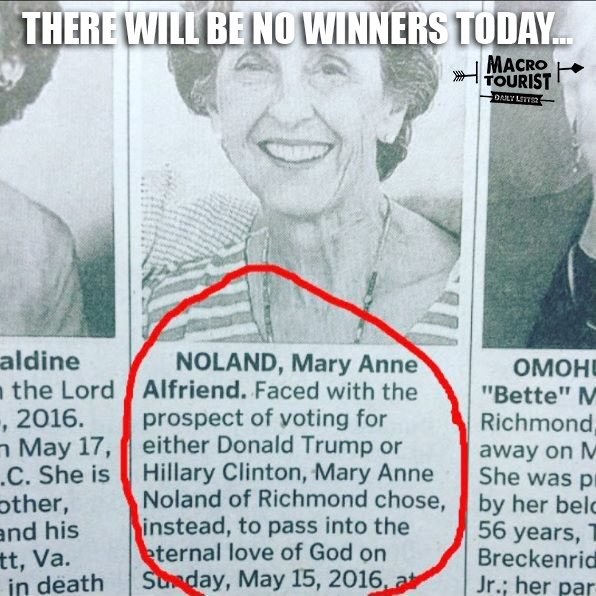 THERE WILL BE NO WINNERS TODAY...
MACRO
TOURIST
DAILY LETTER
aldine
the Lord
, 2016.
May 17,
.C. She is
other,
and his
tt, Va.
in death
NOLAND, Mary Anne
Alfriend. Faced with the
prospect of voting for
either Donald Trump or
Hillary Clinton, Mary Anne
Noland of Richmond chose,
instead, to pass into the
eternal love of God on
Sunday, May 15, 2016, at
OMOHU
"Bette" M
Richmond,
away on M
She was pr
by her belo
56 years, T
Breckenrid
Jr.; her par